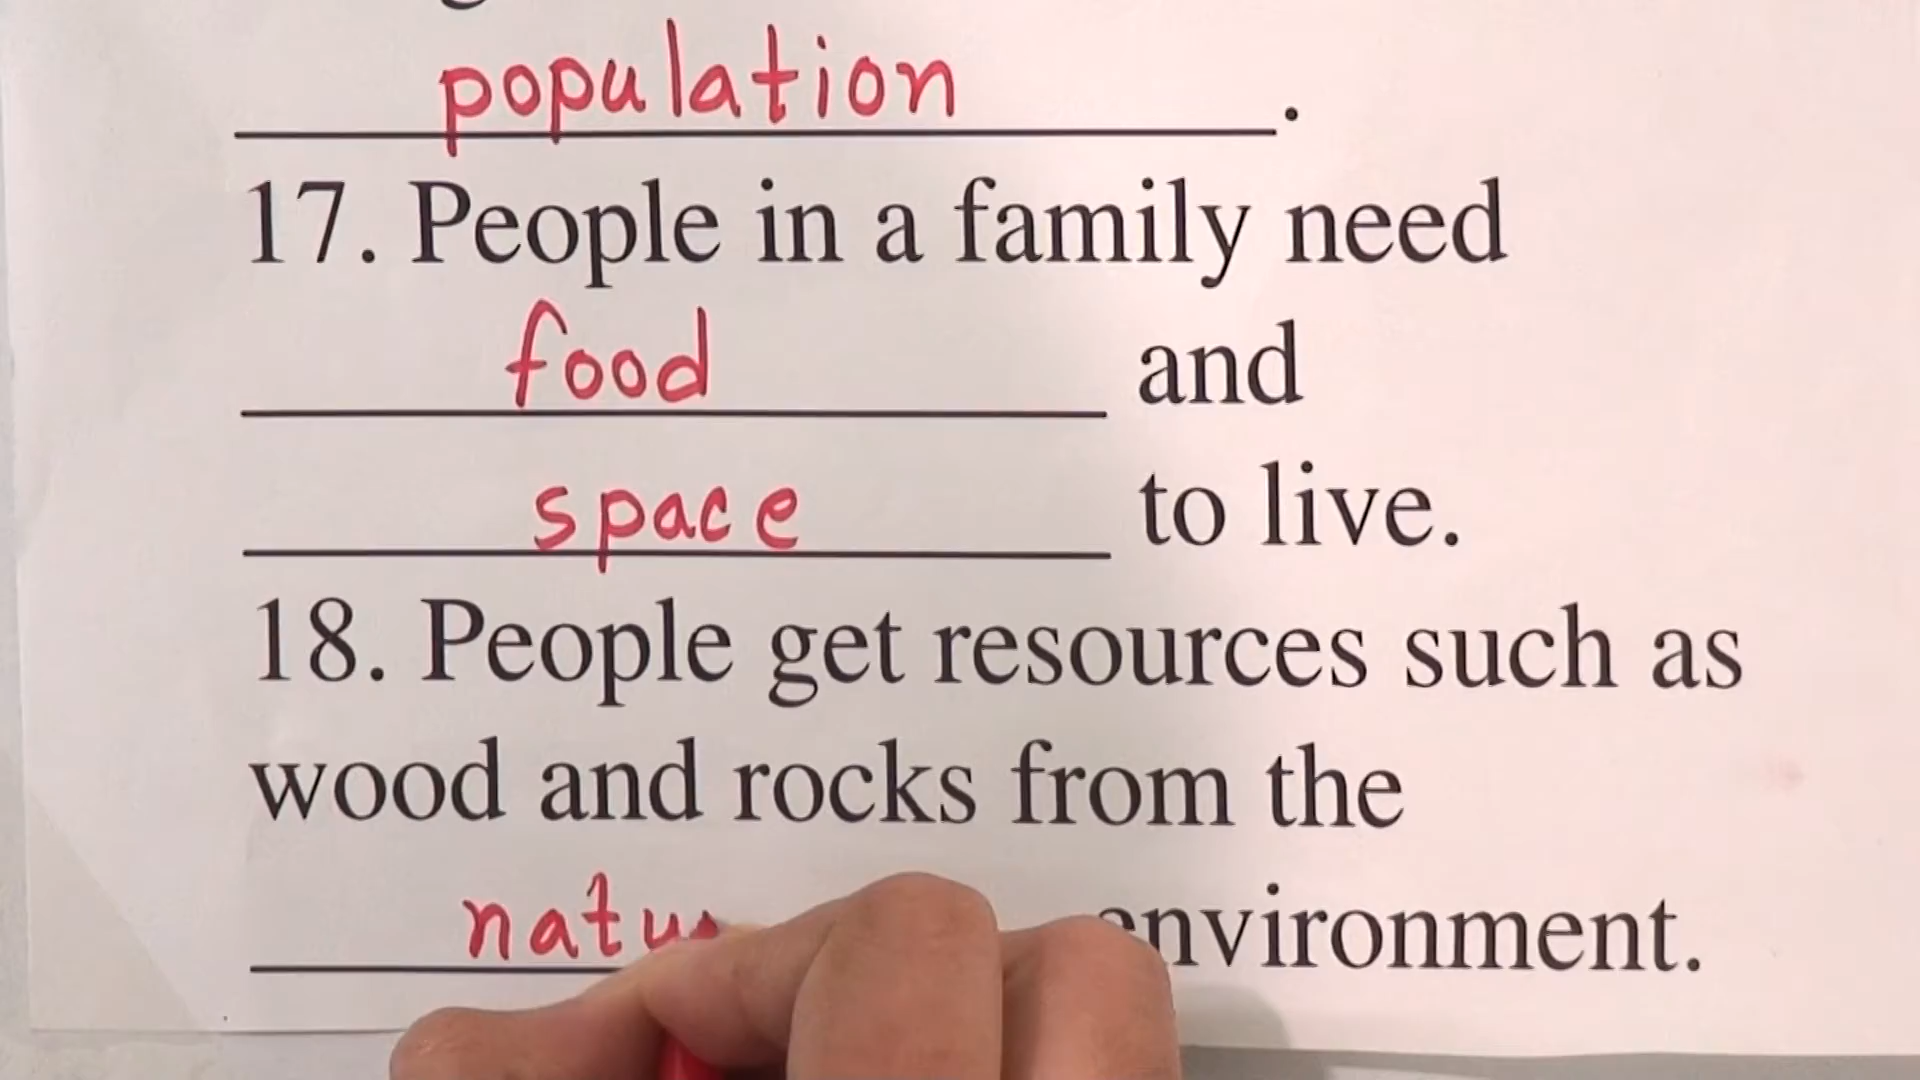 population.
17. People in a family need
food and
space to live.
18. People get resources such as
wood and rocks from the
natu environment.